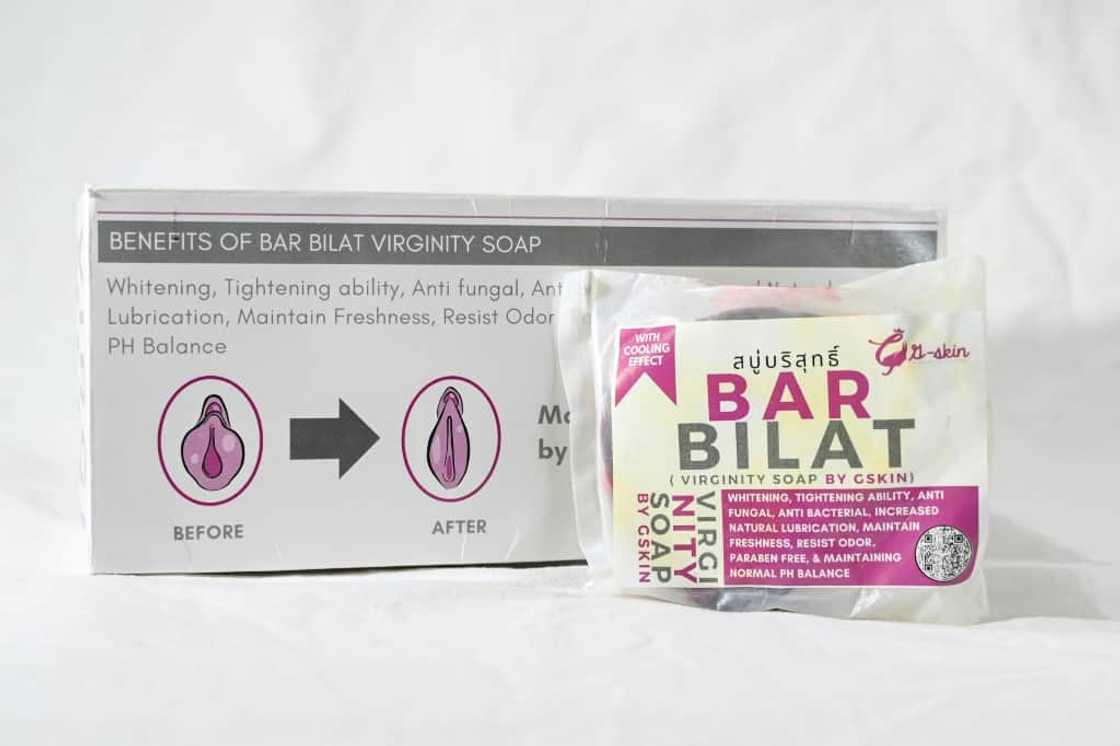 BENEFITS OF BAR BILAT VIRGINITY SOAP
Whitening, Tightening ability, Anti fungal,
Lubrication, Maintain Freshness, Resist Odor
PH Balance
BEFORE
AFTER
by
WITH
COOLING
EFFECT
สบู่บริสุทธิ์
G-skin
BAR
BILAT
( VIRGINITY SOAP BY GSKIN)
VIRGI
NITY
SOAP
BY GSKIN
WHITENING, TIGHTENING ABILITY, ANTI
FUNGAL, ANTI BACTERIAL, INCREASED
NATURAL LUBRICATION, MAINTAIN
FRESHNESS, RESIST ODOR,
PARABEN FREE, & MAINTAINING
NORMAL PH BALANCE